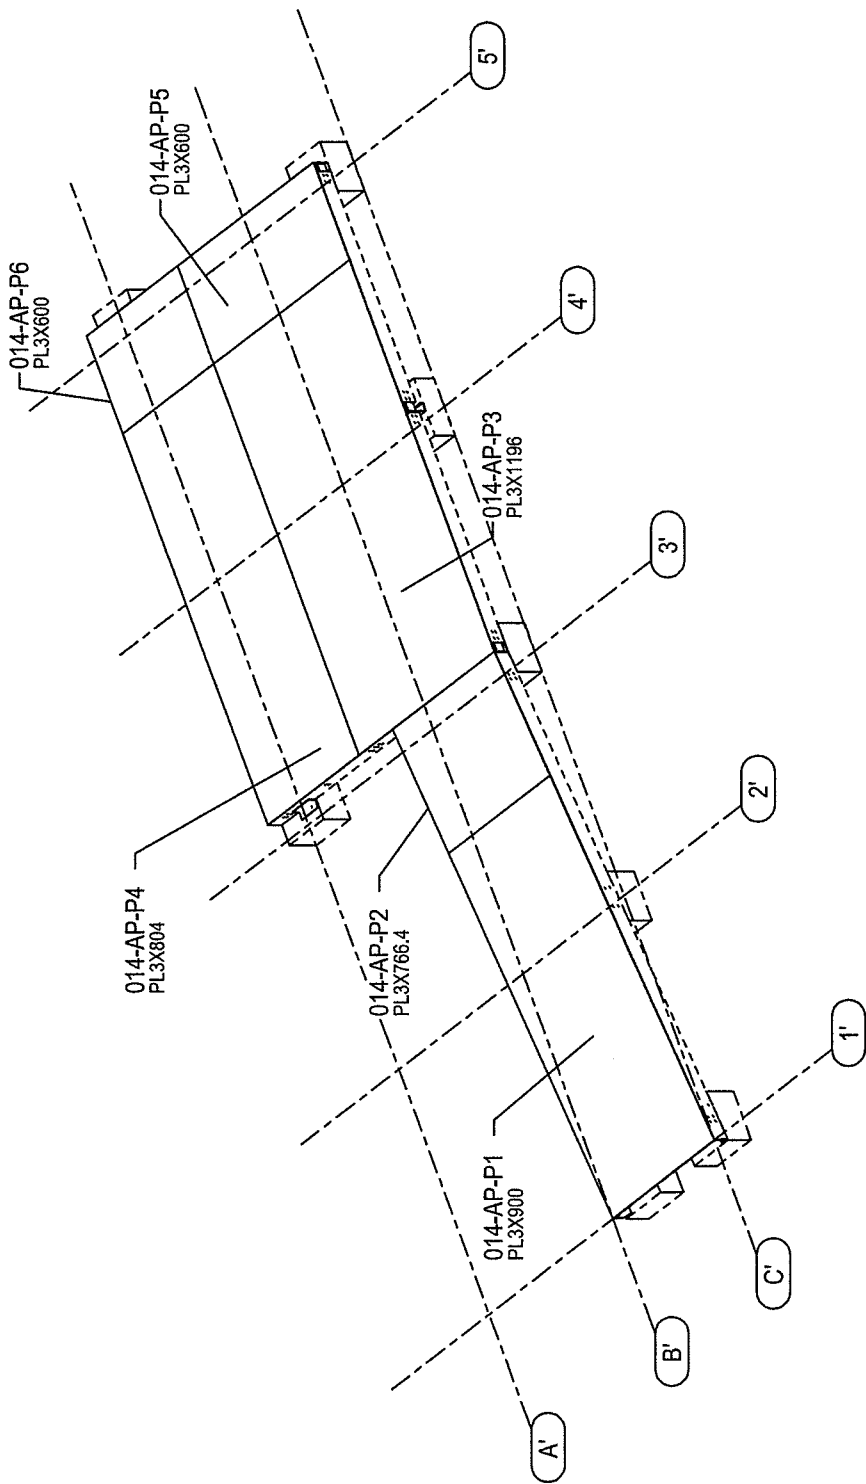 014-AP-P6
PL3X600
014-AP-P5
PL3X600
5'
4'
014-AP-P3
PL3X1196
3'
014-AP-P4
PL3X804
014-AP-P2
PL3X766.4
2'
014-AP-P1
PL3X900
1'
C'
B'
A'